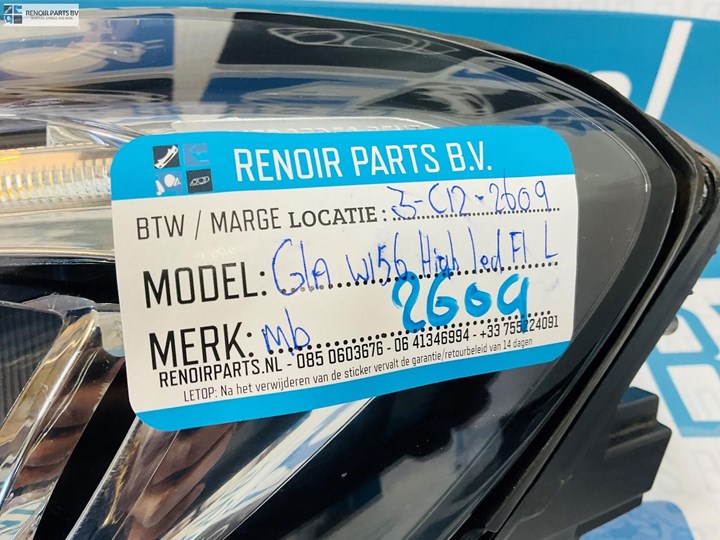 RENOIR PARTS BV
RENOIR PARTS B.V.
BTW / MARGE LOCATIE : 3-C12-2609
MODEL: Gla W156 High led Fl L
2609
MERK: mb
RENOIRPARTS.NL - 085 0603676 - 06 41346994 - +33 755224091
LETOP: Na het verwijderen van de sticker vervalt de garantie/retourbeleid van 14 dagen